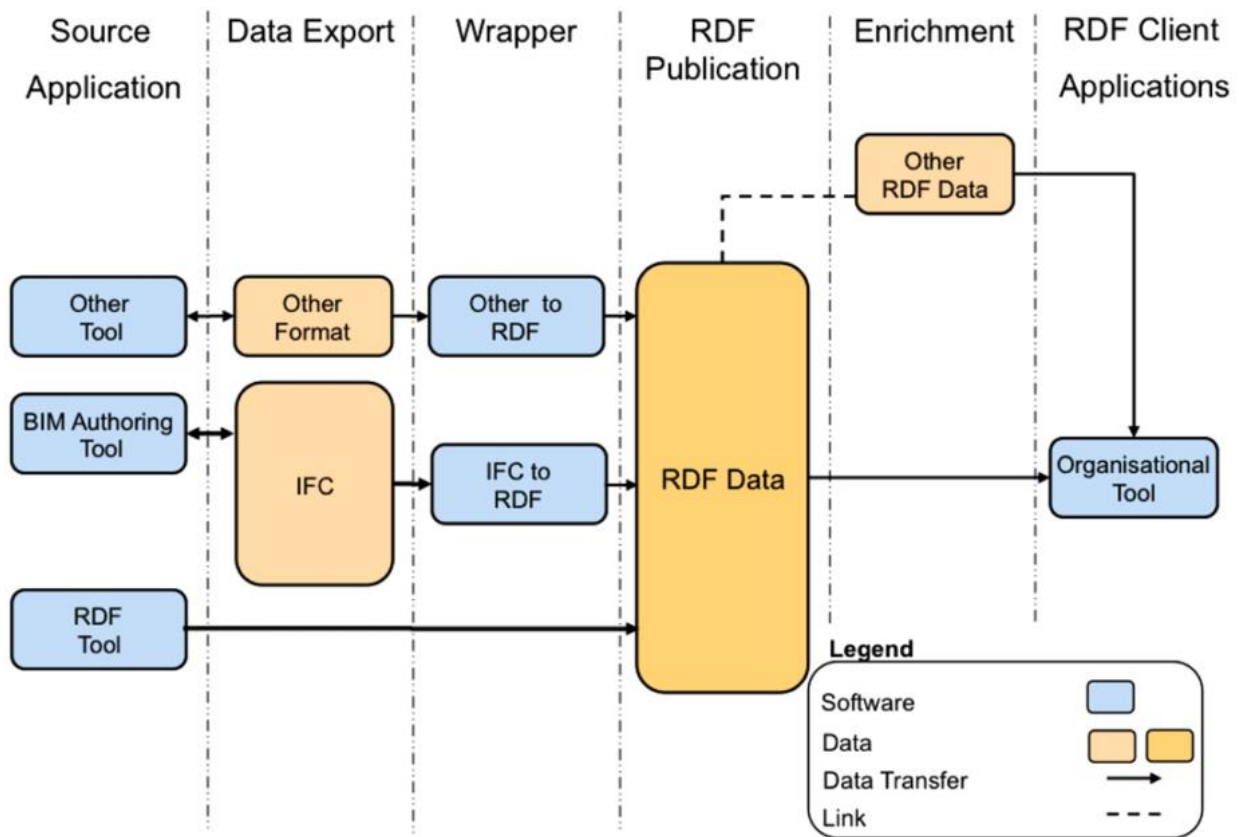 Source
Application
Data Export
Wrapper
RDF
Publication
Enrichment
RDF Client
Applications
Other
RDF Data
Other
Tool
Other
Format
Other to
RDF
BIM Authoring
Tool
IFC
IFC to
RDF
RDF Data
Organisational
Tool
RDF
Tool
Legend
Software
Data
Data Transfer
Link